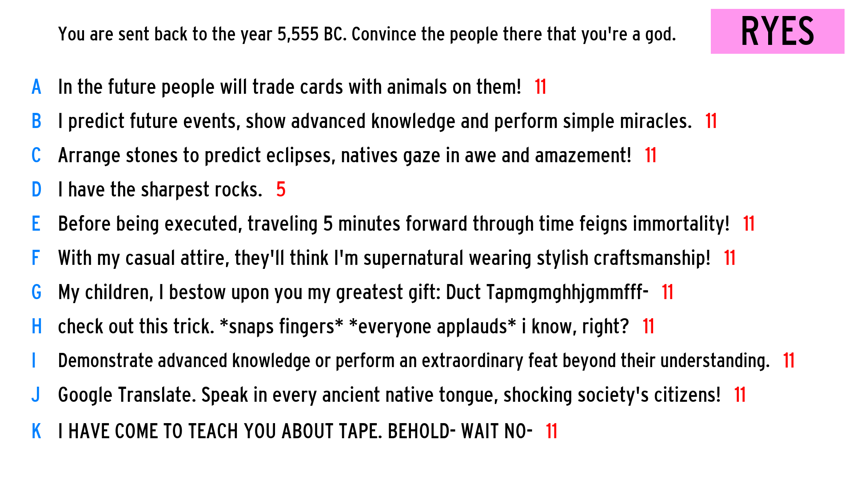 You are sent back to the year 5,555 BC. Convince the people there that you're a god.
RYES
A In the future people will trade cards with animals on them! 11
B I predict future events, show advanced knowledge and perform simple miracles. 11
C Arrange stones to predict eclipses, natives gaze in awe and amazement! 11
D I have the sharpest rocks. 5
E Before being executed, traveling 5 minutes forward through time feigns immortality! 11
F With my casual attire, they'll think I'm supernatural wearing stylish craftsmanship! 11
G My children, I bestow upon you my greatest gift: Duct Tapmgmghhjgmmfff- 11
H check out this trick. *snaps fingers* *everyone applauds* i know, right? 11
I Demonstrate advanced knowledge or perform an extraordinary feat beyond their understanding. 11
J Google Translate. Speak in every ancient native tongue, shocking society's citizens! 11
K I HAVE COME TO TEACH YOU ABOUT TAPE. BEHOLD- WAIT NO- 11